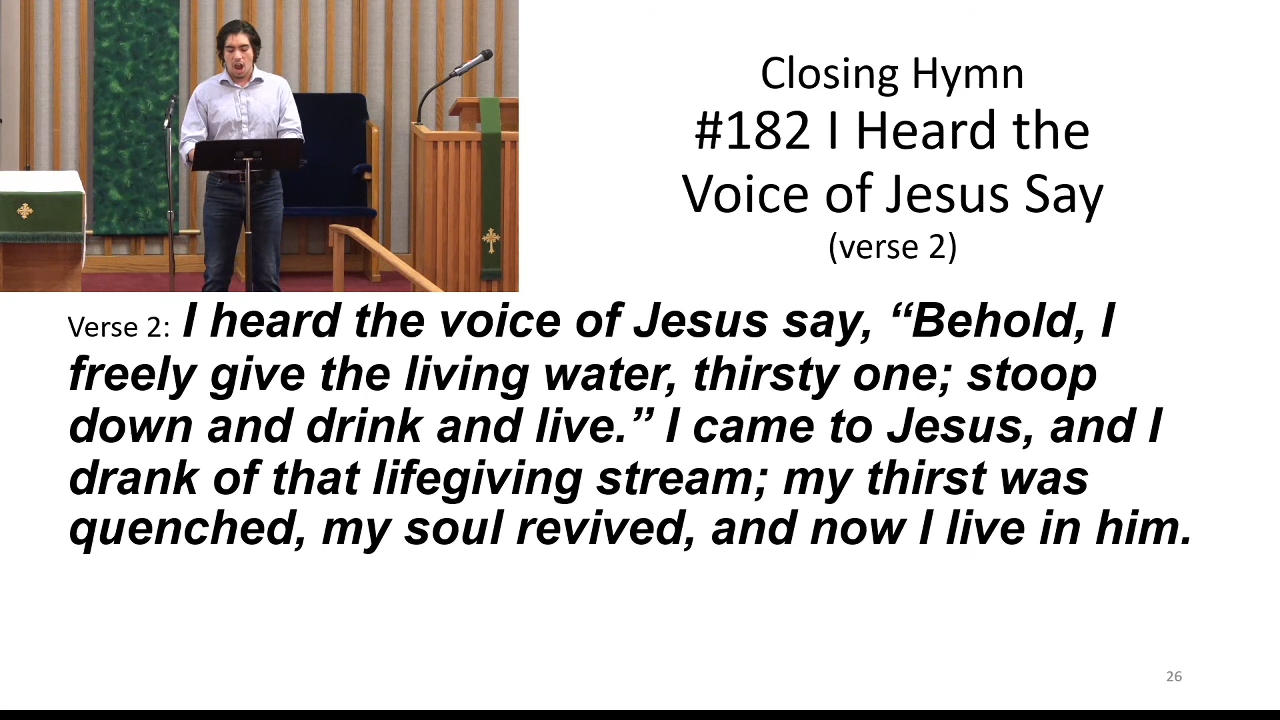 Closing Hymn
#182 I Heard the
Voice of Jesus Say
(verse 2)
Verse 2: I heard the voice of Jesus say, “Behold, I
freely give the living water, thirsty one; stoop
down and drink and live.” I came to Jesus, and I
drank of that lifegiving stream; my thirst was
quenched, my soul revived, and now I live in him.
26